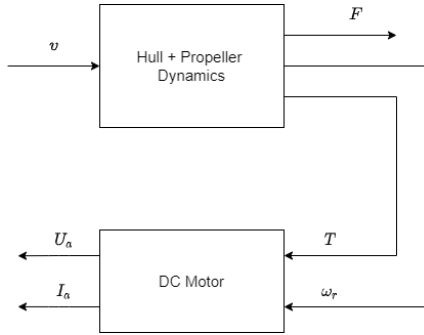 F
v
Hull + Propeller
Dynamics
U_a
T
DC Motor
I_a
ω_r